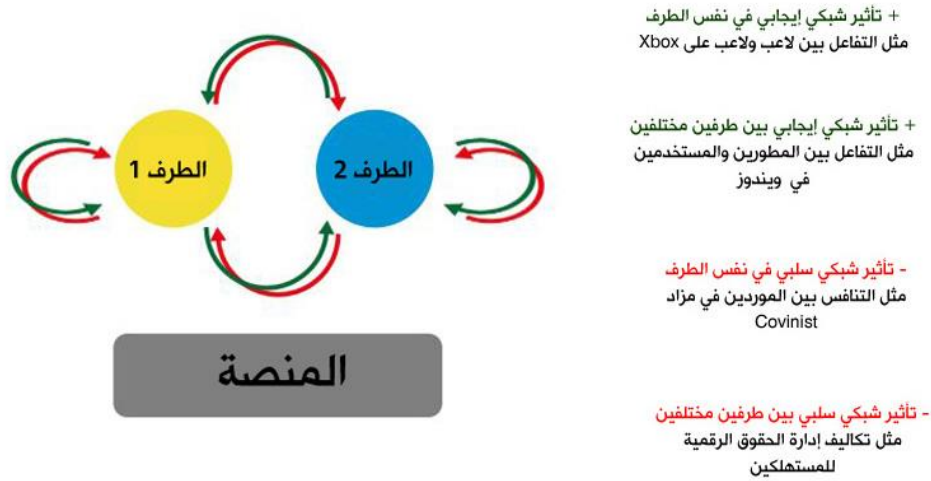 + تأثير شبكي إيجابي في نفس الطرف
مثل التفاعل بين لاعب ولاعب على Xbox
+ تأثير شبكي إيجابي بين طرفين مختلفين
مثل التفاعل بين المطورين والمستخدمين
في ويندوز
- تأثير شبكي سلبي في نفس الطرف
مثل التنافس بين الموردين في مزاد
Covinist
- تأثير شبكي سلبي بين طرفين مختلفين
مثل تكاليف إدارة الحقوق الرقمية
للمستهلكين
الطرف 2
الطرف 1
المنصة